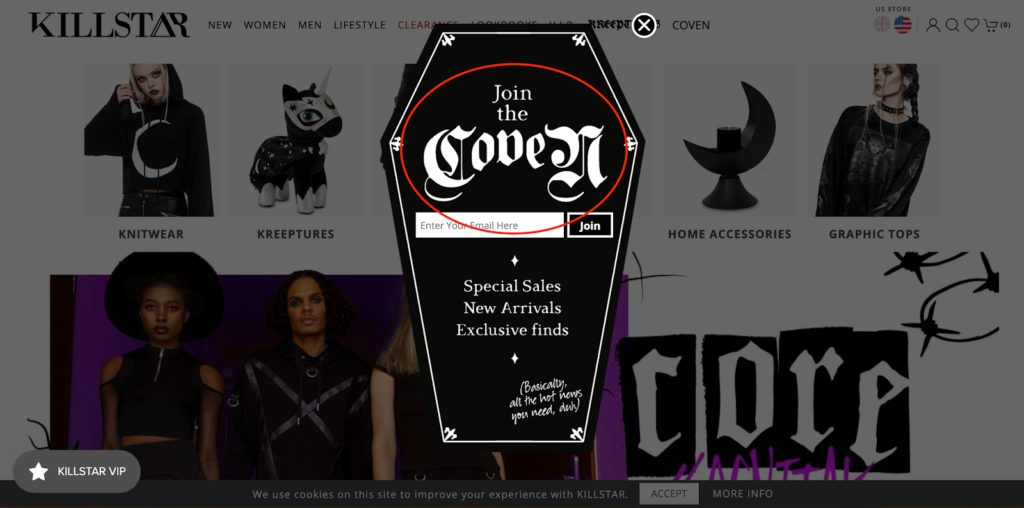 KILLSTAR
NEW WOMEN MEN LIFESTYLE CLEARANCE LOOKBOOKS V.I.P. COVEN
US STORE
(0)
Join
the
Coven
Enter Your Email Here
Join
KNITWEAR
KREEPTURES
HOME ACCESSORIES
GRAPHIC TOPS
Special Sales
New Arrivals
Exclusive finds
(Basically,
all the hot news
you need, duh)
core
KILLSTAR VIP
We use cookies on this site to improve your experience with KILLSTAR. ACCEPT MORE INFO